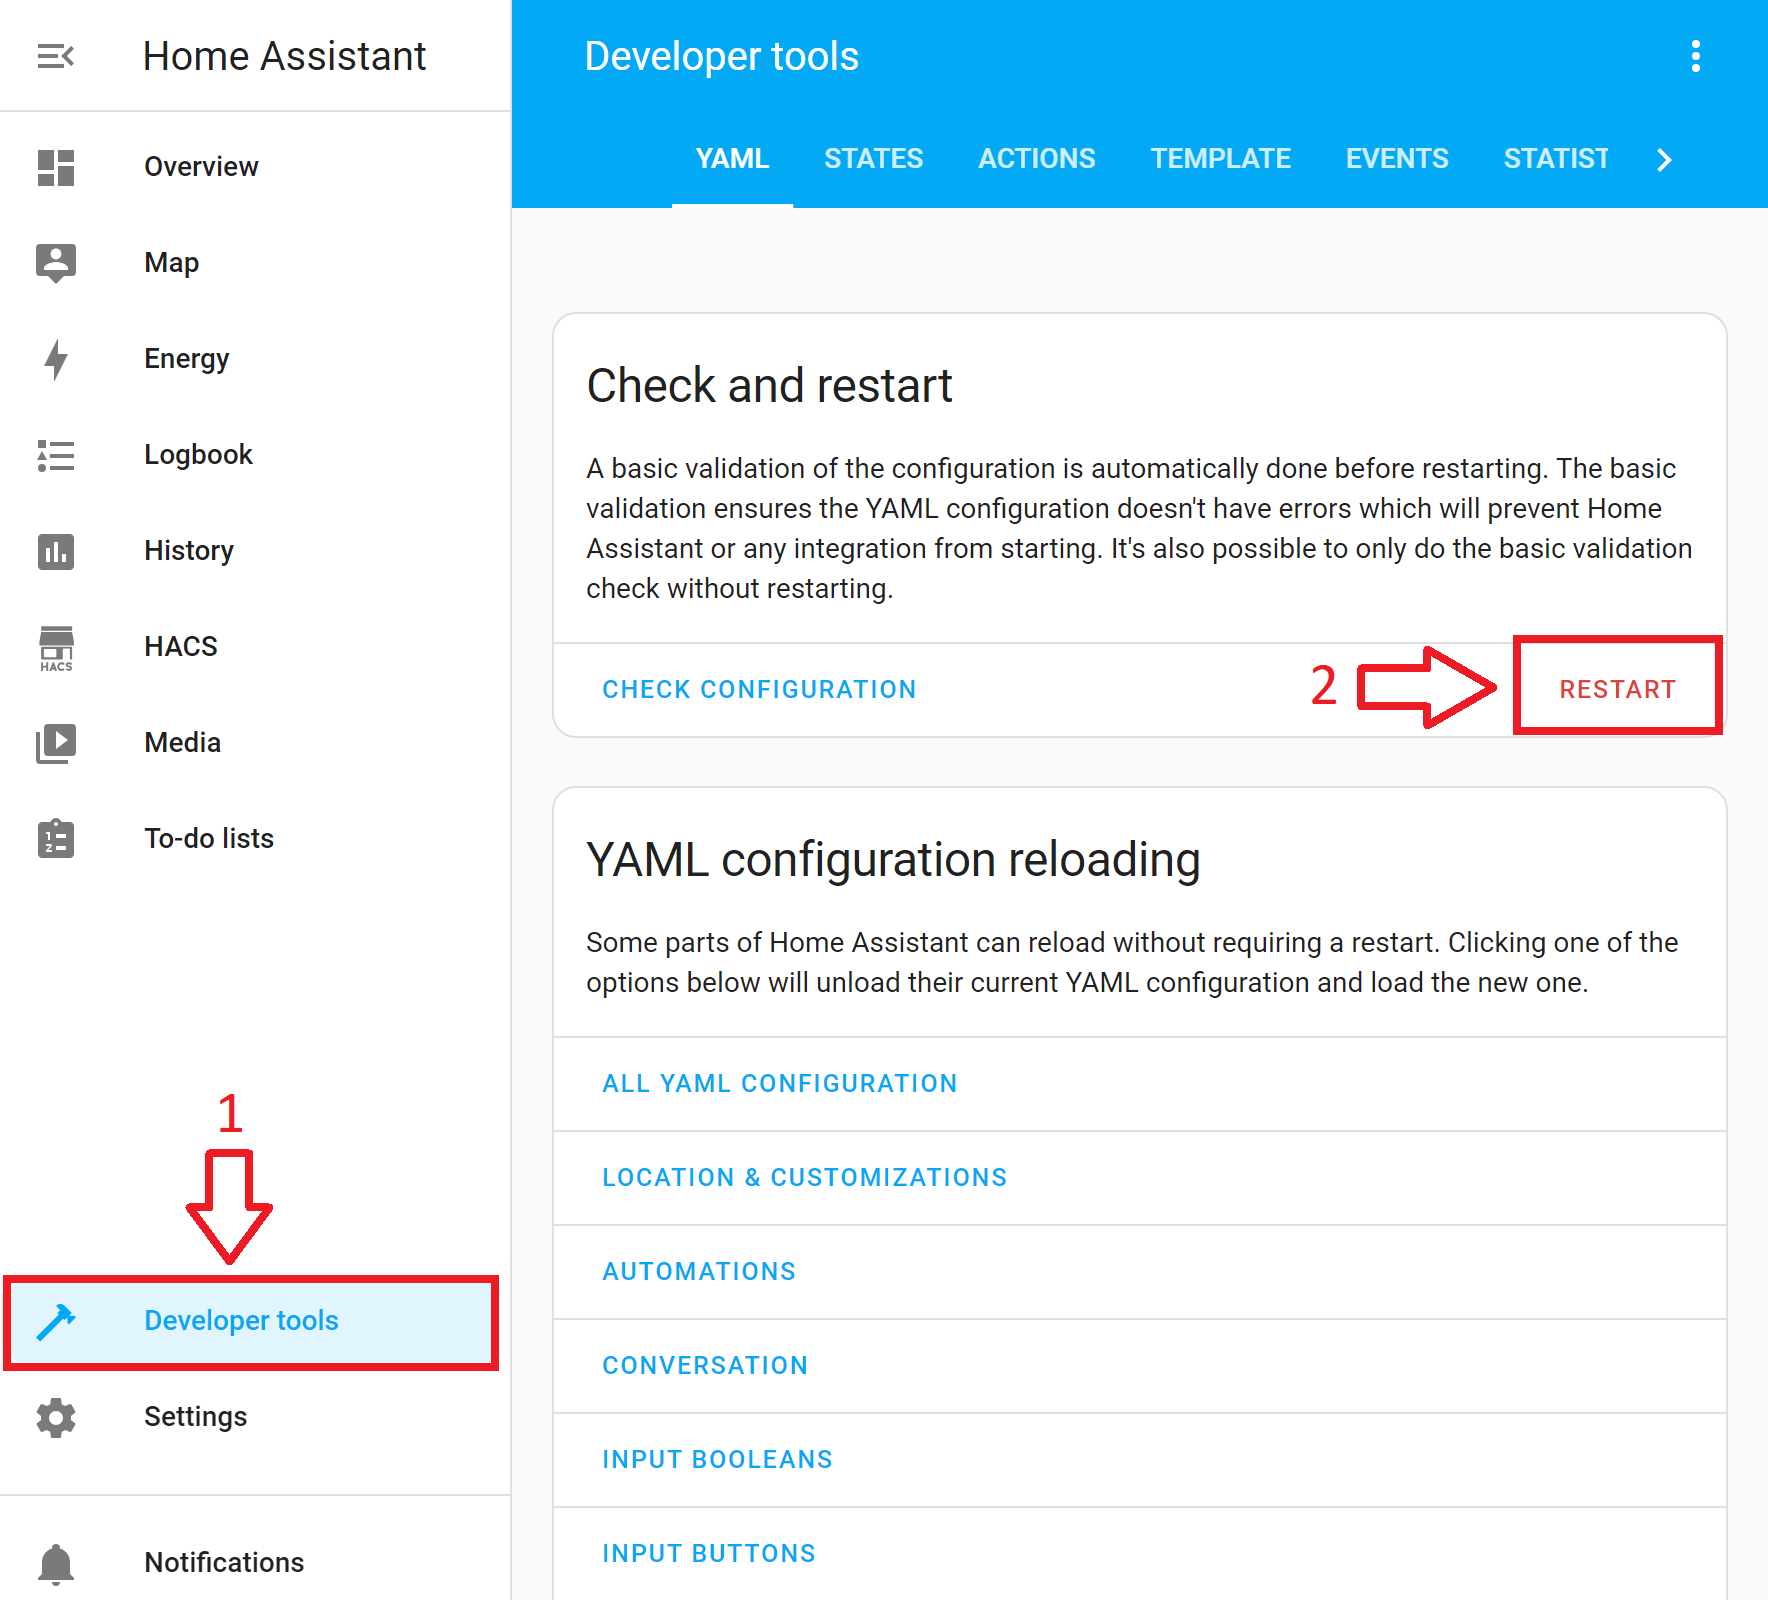 Home Assistant
Overview
Map
Energy
Logbook
History
HACS
HACS
Media
To-do lists
1
Developer tools
Settings
Notifications
Developer tools
YAML STATES ACTIONS TEMPLATE EVENTS STATIST
Check and restart
A basic validation of the configuration is automatically done before restarting. The basic
validation ensures the YAML configuration doesn't have errors which will prevent Home
Assistant or any integration from starting. It's also possible to only do the basic validation
check without restarting.
CHECK CONFIGURATION 2 RESTART
YAML configuration reloading
Some parts of Home Assistant can reload without requiring a restart. Clicking one of the
options below will unload their current YAML configuration and load the new one.
ALL YAML CONFIGURATION
LOCATION & CUSTOMIZATIONS
AUTOMATIONS
CONVERSATION
INPUT BOOLEANS
INPUT BUTTONS